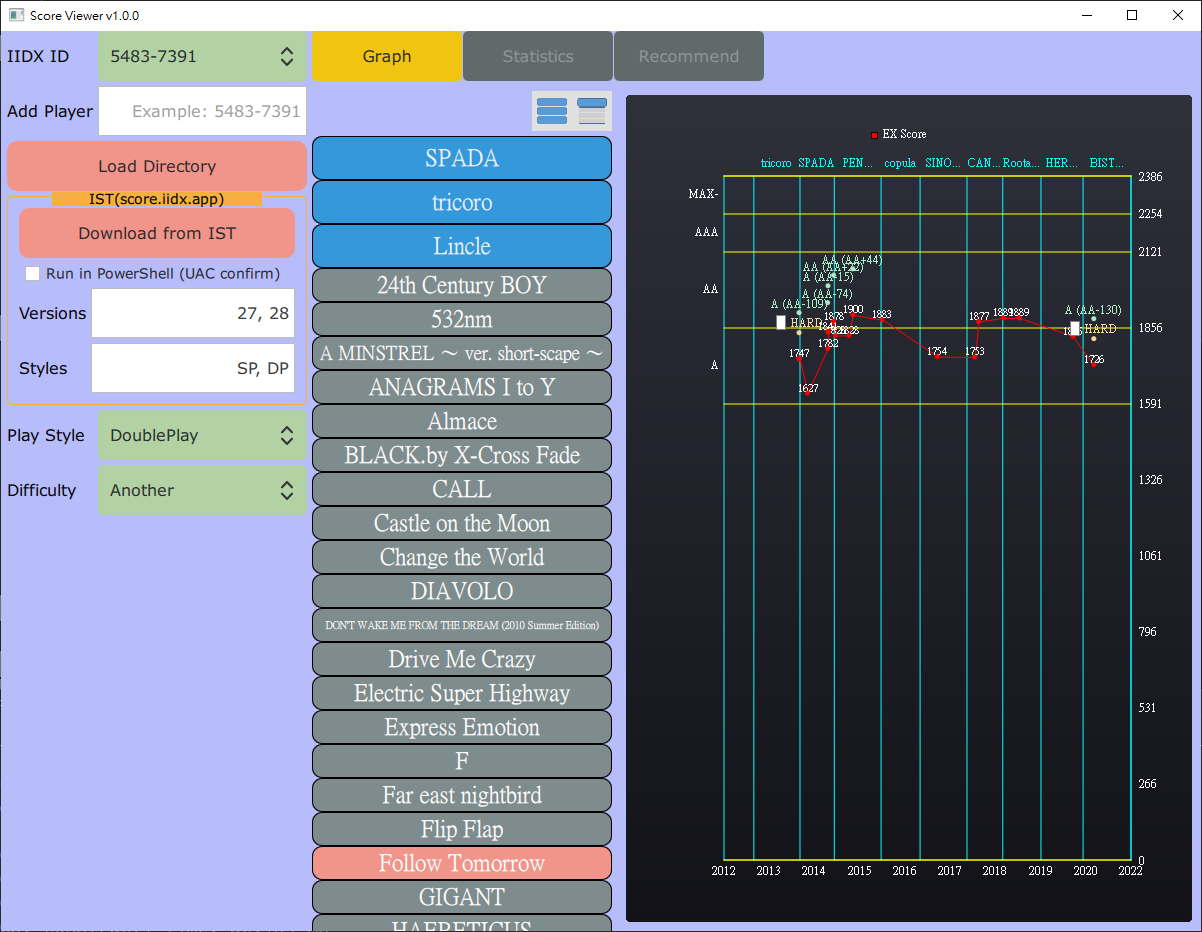 Score Viewer v1.0.0
IIDX ID
5483-7391
Graph
Statistics
Recommend
Add Player
Example: 5483-7391
Load Directory
IST(score.iidx.app)
Download from IST
Run in PowerShell (UAC confirm)
Versions
27, 28
Styles
SP, DP
Play Style
DoublePlay
Difficulty
Another
SPADA
tricoro
Lincle
24th Century BOY
532nm
A MINSTREL ～ ver. short-scape ～
ANAGRAMS I to Y
Almace
BLACK.by X-Cross Fade
CALL
Castle on the Moon
Change the World
DIAVOLO
DON'T WAKE ME FROM THE DREAM (2010 Summer Edition)
Drive Me Crazy
Electric Super Highway
Express Emotion
F
Far east nightbird
Flip Flap
Follow Tomorrow
GIGANT
HAERETICUS
EX Score
tricoro SPADA PEN... copula SINO... CAN... Roota... HER... BIST...
MAX-
AAA
AA
A
2386
2254
2121
1856
1591
1326
1061
796
531
266
0
AA (AA+44)
A (AA-15)
A (AA-74)
A (AA-109)
HARD
A (AA-130)
HARD
1747
1627
1782
1878
1900
1883
1754
1753
1877
1889
1726
2012 2013 2014 2015 2016 2017 2018 2019 2020 2022